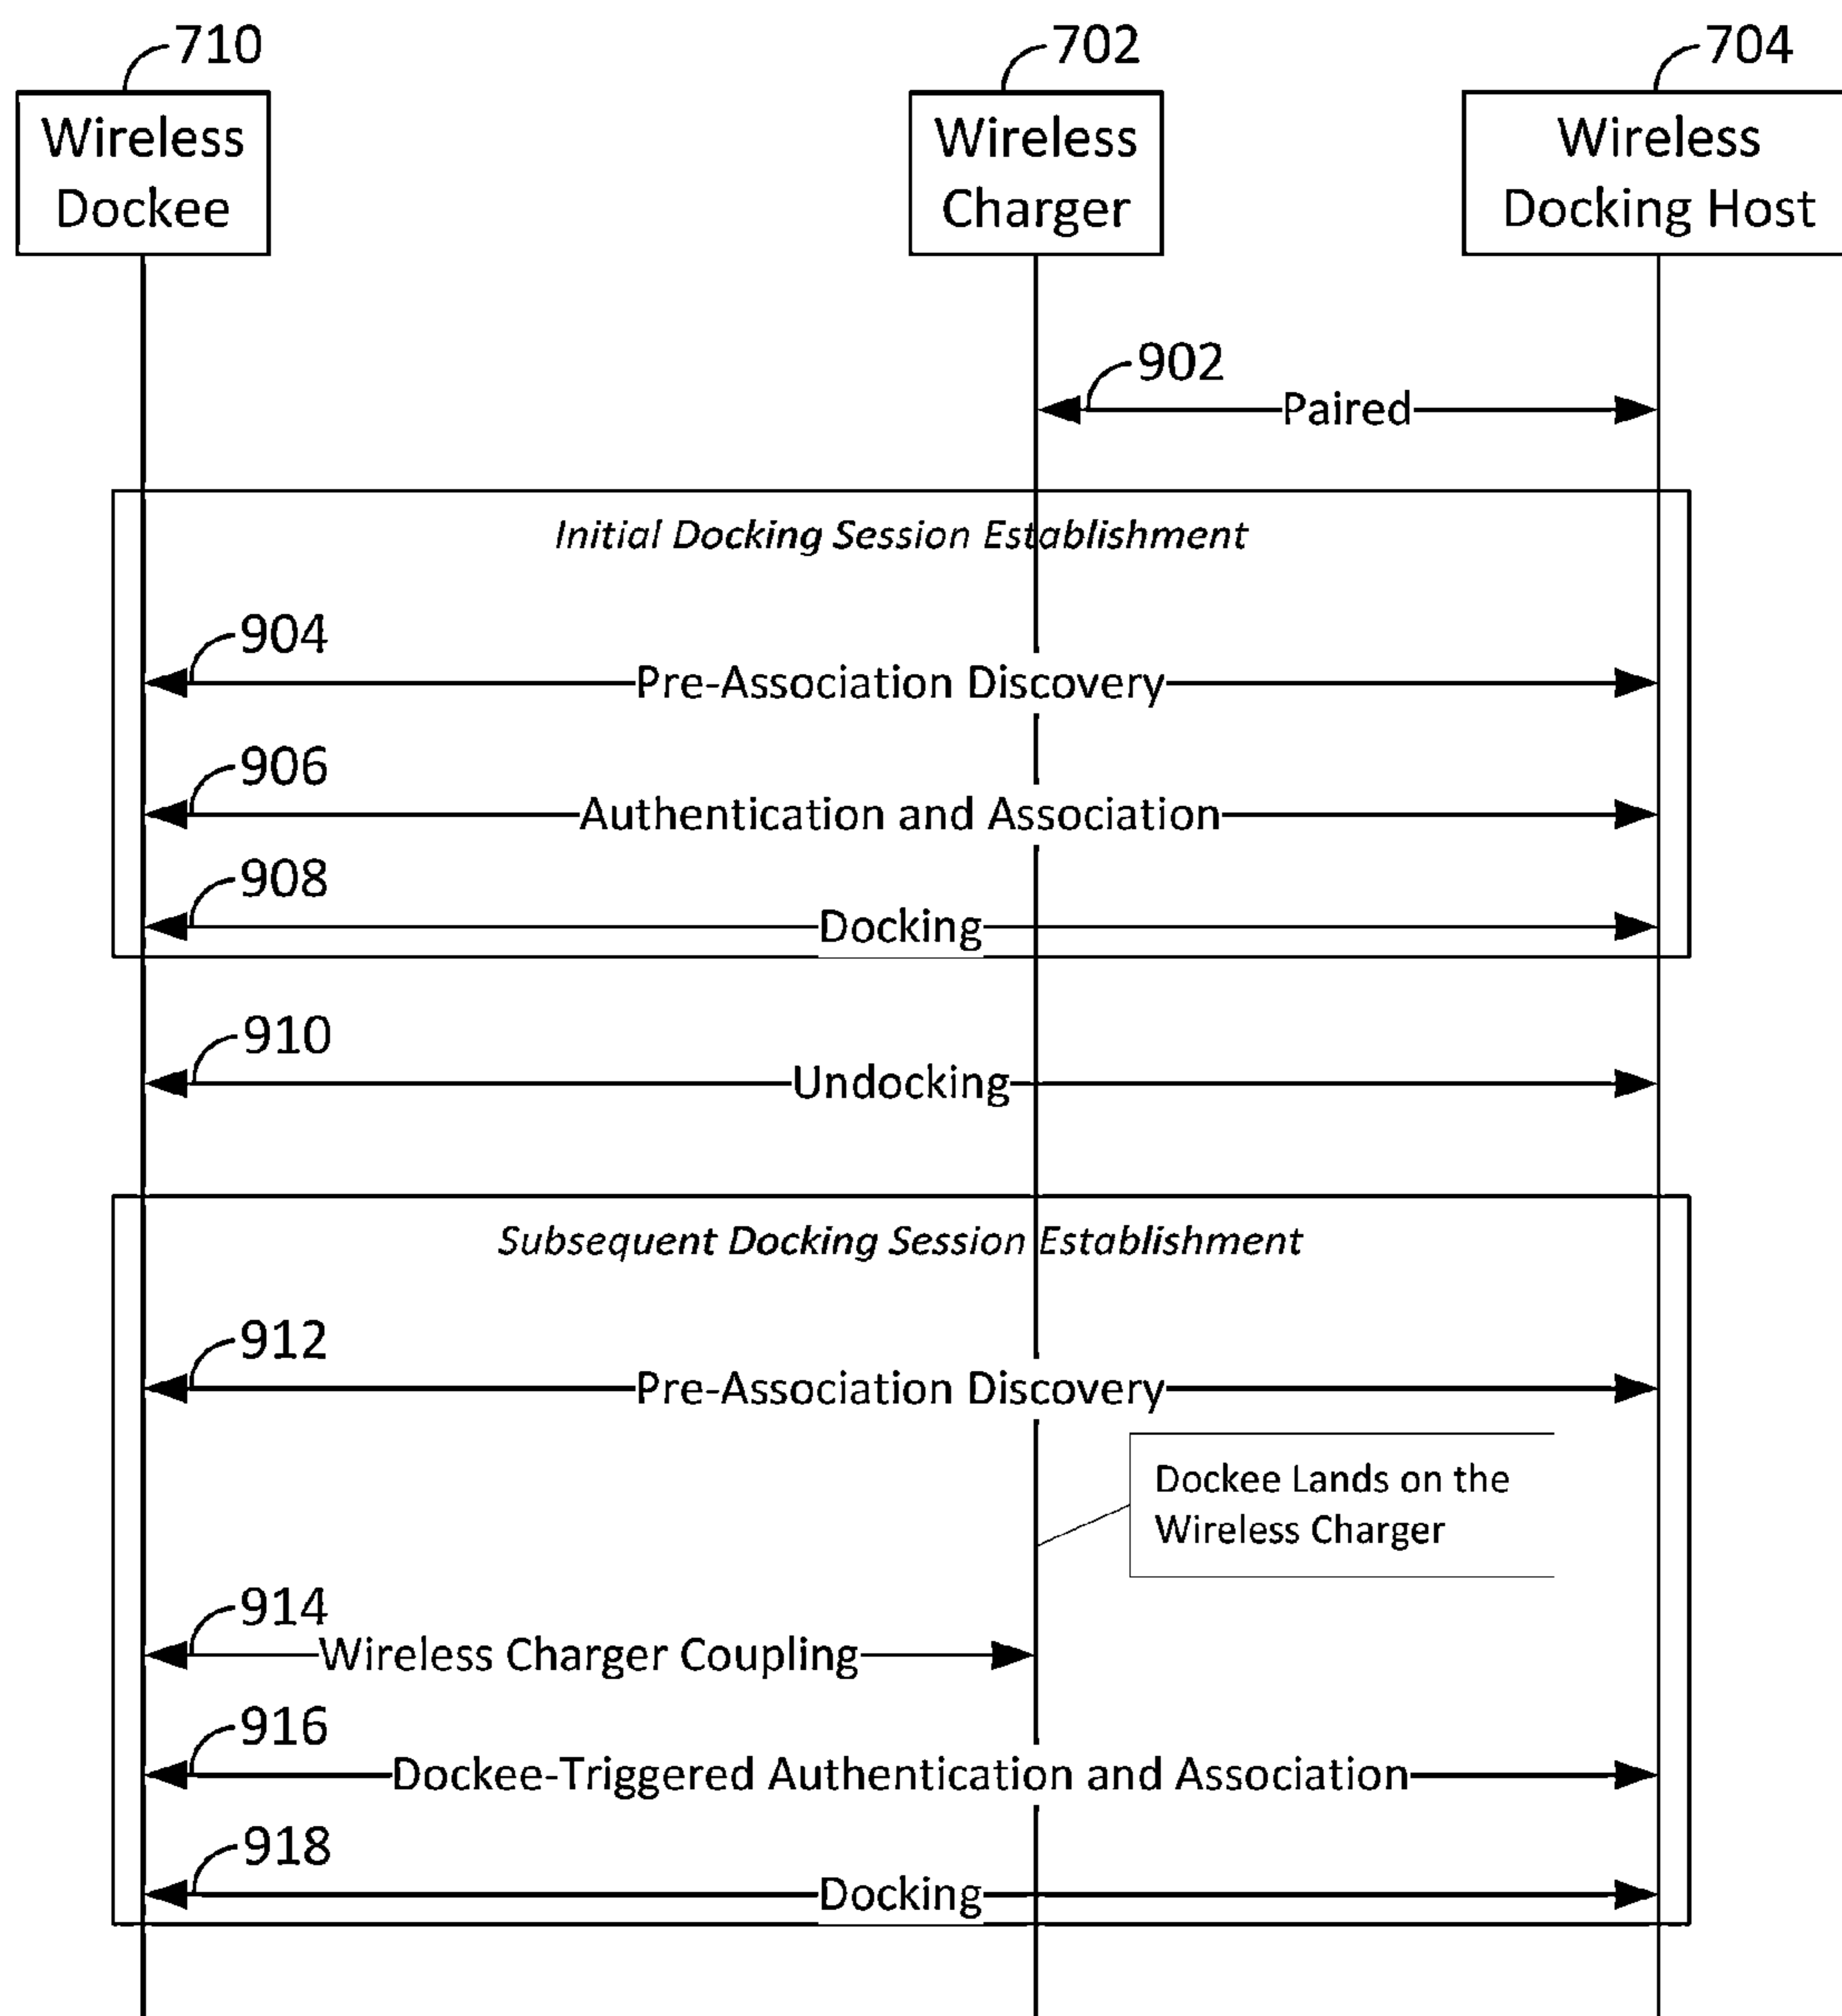 710
702
704
Wireless
Dockee
Wireless
Charger
Wireless
Docking Host
902
Paired
Initial Docking Session Establishment
904
Pre-Association Discovery
906
Authentication and Association
908
Docking
910
Undocking
Subsequent Docking Session Establishment
912
Pre-Association Discovery
Dockee Lands on the
Wireless Charger
914
Wireless Charger Coupling
916
Dockee-Triggered Authentication and Association
918
Docking